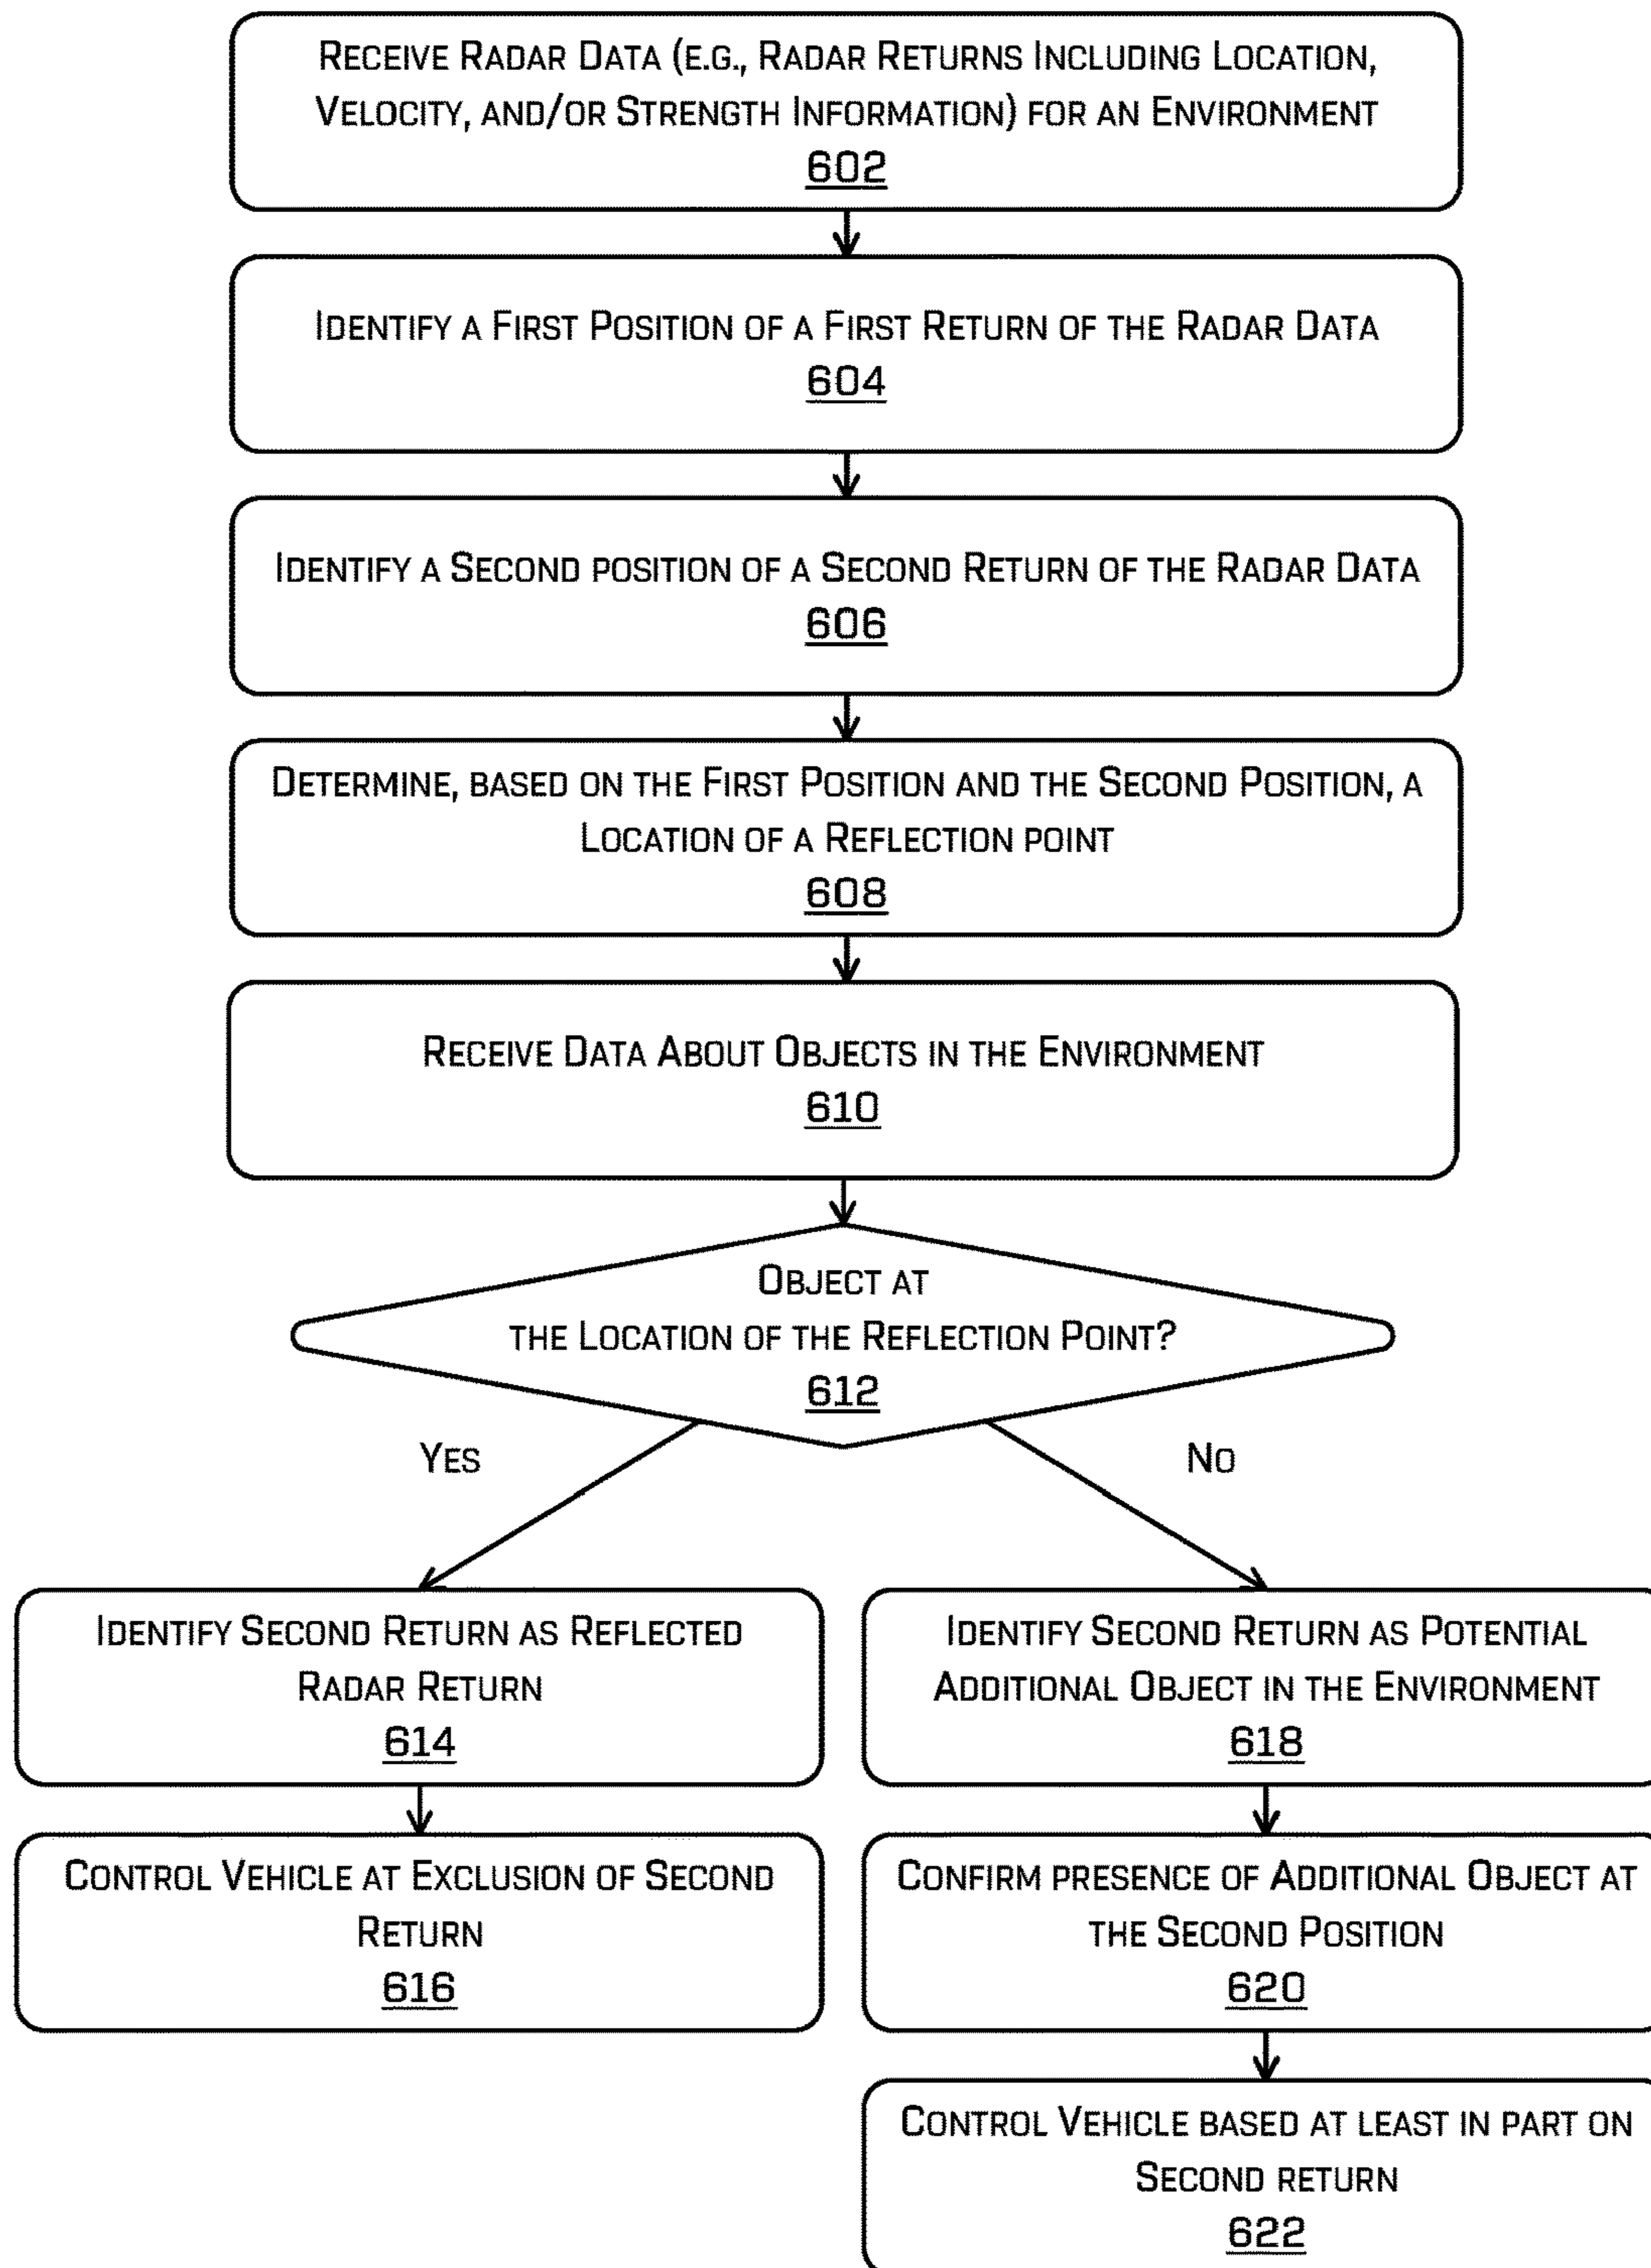 Receive Radar Data (e.g., Radar Returns Including Location,
Velocity, and/or Strength Information) for an Environment
602
Identify a First Position of a First Return of the Radar Data
604
Identify a Second position of a Second Return of the Radar Data
606
Determine, based on the First Position and the Second Position, a
Location of a Reflection point
608
Receive Data About Objects in the Environment
610
Object at
the Location of the Reflection Point?
612
Yes
No
Identify Second Return as Reflected
Radar Return
614
Identify Second Return as Potential
Additional Object in the Environment
618
Control Vehicle at Exclusion of Second
Return
616
Confirm presence of Additional Object at
the Second Position
620
Control Vehicle based at least in part on
Second return
622